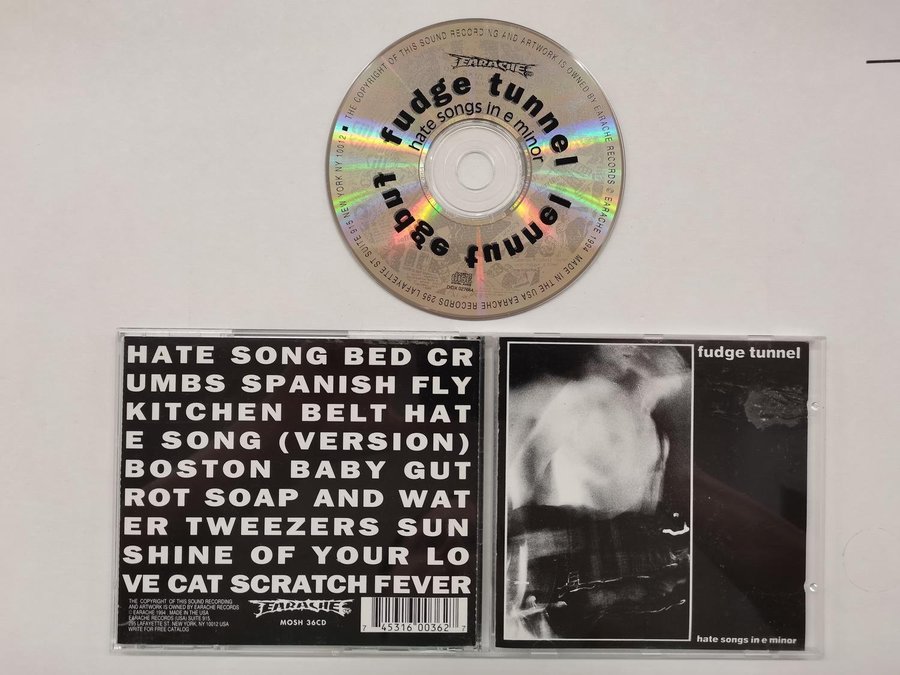 THE COPYRIGHT OF THIS SOUND RECORDING AND ARTWORK IS OWNED BY EARACHE RECORDS © EARACHE 1994 MADE IN THE USA EARACHE RECORDS 295 LAFAYETTE ST SUITE 915 NEW YORK NY 10012
EARACHE
fudge tunnel
hate songs in e minor
fudge tunnel
DIDX 027664
HATE SONG BED CR
UMBS SPANISH FLY
KITCHEN BELT HAT
E SONG (VERSION)
BOSTON BABY GUT
ROT SOAP AND WAT
ER TWEEZERS SUN
SHINE OF YOUR LO
VE CAT SCRATCH FEVER
THE COPYRIGHT OF THIS SOUND RECORDING
AND ARTWORK IS OWNED BY EARACHE RECORDS
© EARACHE 1994 MADE IN THE USA
EARACHE RECORDS (USA) SUITE 915,
295 LAFAYETTE ST. NEW YORK, NY 10012 USA
WRITE FOR FREE CATALOG
EARACHE
MOSH 36CD
7 45316 00362 7
fudge tunnel
hate songs in e minor